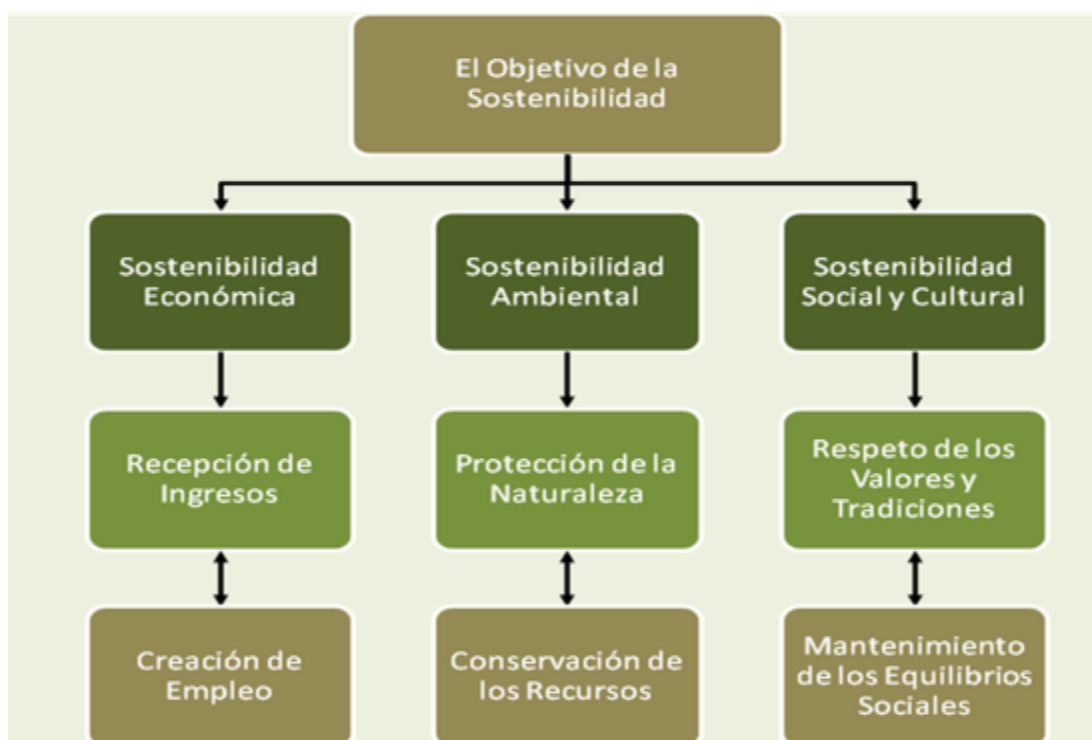 El Objetivo de la
Sostenibilidad
Sostenibilidad
Económica
Sostenibilidad
Ambiental
Sostenibilidad
Social y Cultural
Recepción de
Ingresos
Protección de la
Naturaleza
Respeto de los
Valores y
Tradiciones
Creación de
Empleo
Conservación de
los Recursos
Mantenimiento
de los Equilibrios
Sociales